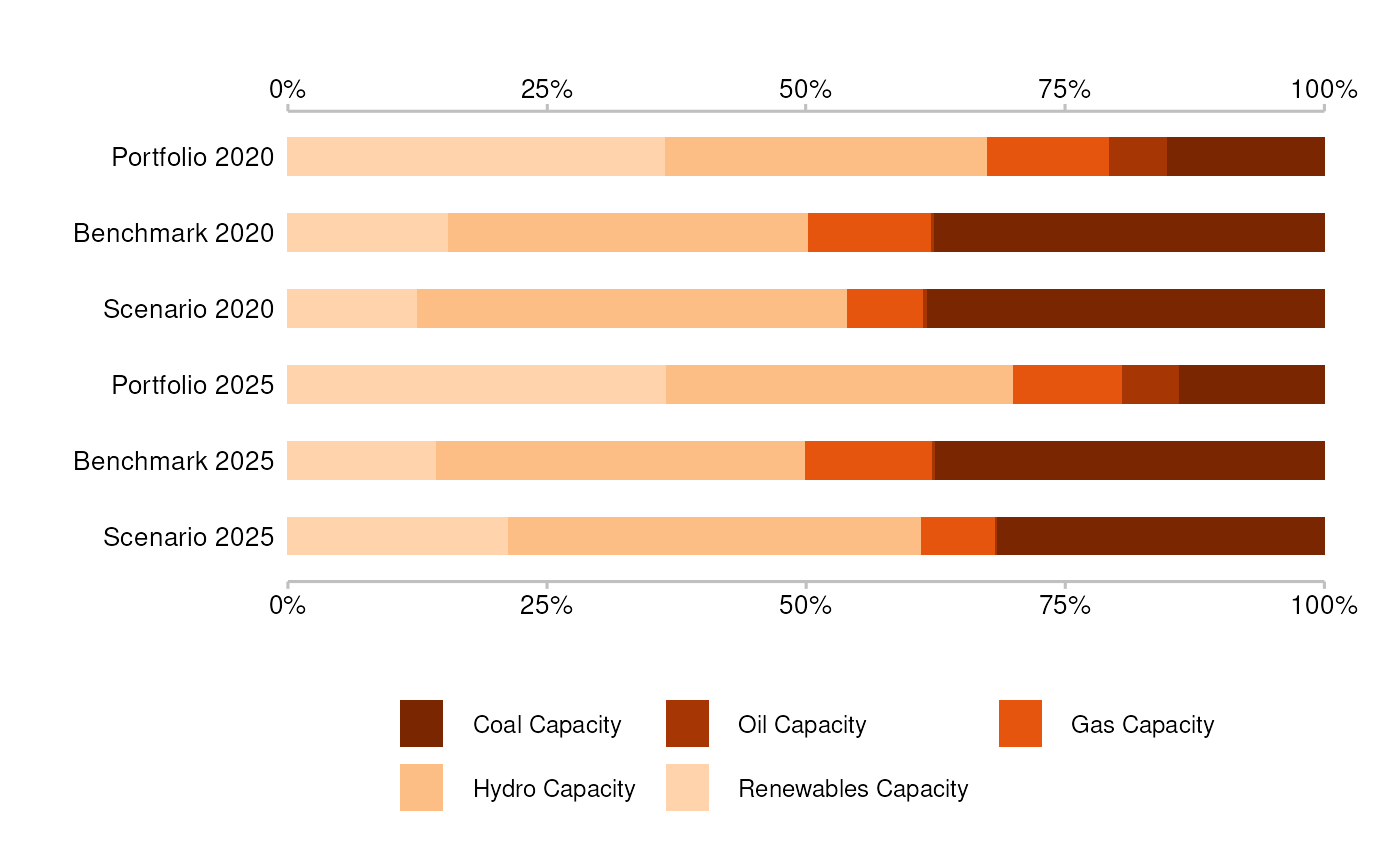 0% 25% 50% 75% 100%
Portfolio 2020
Benchmark 2020
Scenario 2020
Portfolio 2025
Benchmark 2025
Scenario 2025
0% 25% 50% 75% 100%
Coal Capacity Oil Capacity Gas Capacity
Hydro Capacity Renewables Capacity